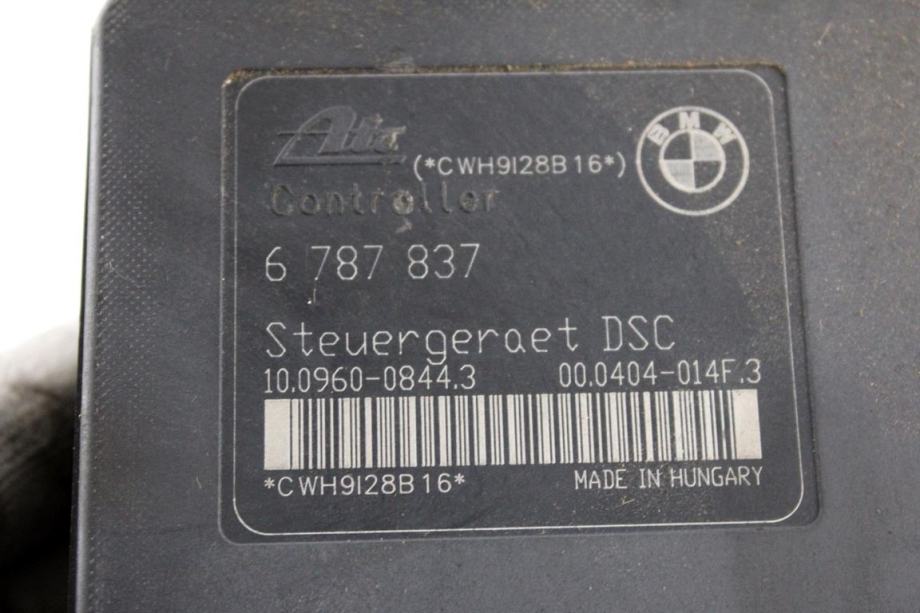 Ate
(*CWH9I28B16*)
BMW
Controller
6 787 837
Steuergeraet DSC
10.0960-0844.3 00.0404-014F.3
*CWH9I28B16* MADE IN HUNGARY